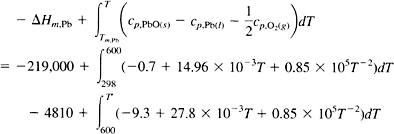 − ΔH_{m,Pb} + ∫_{T_{m,Pb}}^{T} (c_{p,PbO(s)} − c_{p,Pb(l)} − \frac{1}{2} c_{p,O_2(g)}) dT
= −219,000 + ∫_{298}^{600} (−0.7 + 14.96 × 10^{−3}T + 0.85 × 10^{5}T^{−2})dT
− 4810 + ∫_{600}^{T} (−9.3 + 27.8 × 10^{−3}T + 0.85 × 10^{5}T^{−2})dT